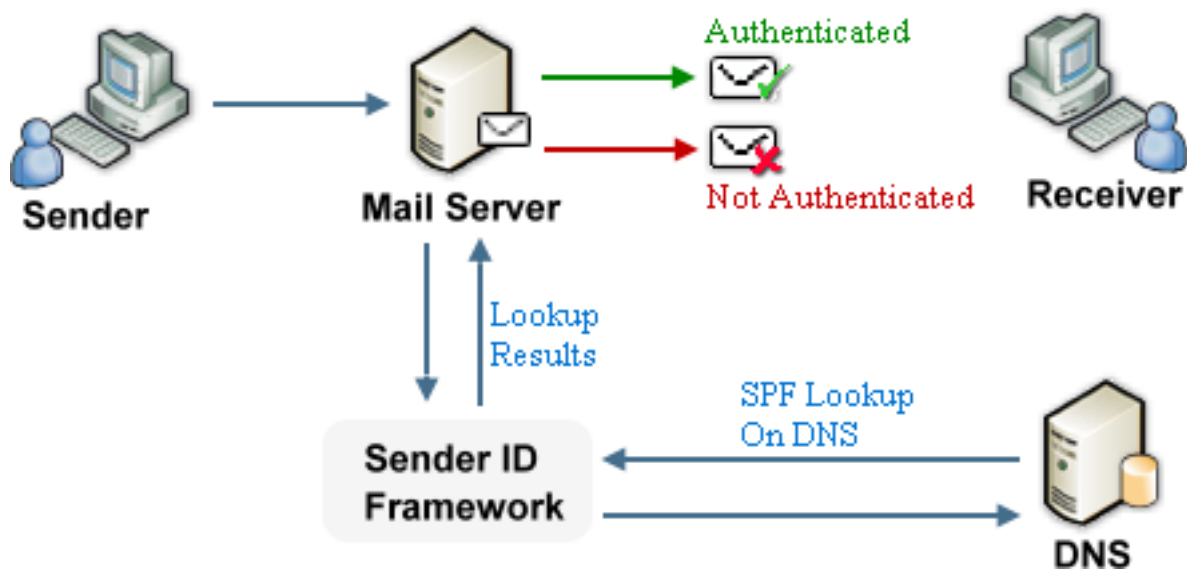 Authenticated
Not Authenticated
Sender
Mail Server
Receiver
Lookup
Results
SPF Lookup
On DNS
Sender ID
Framework
DNS